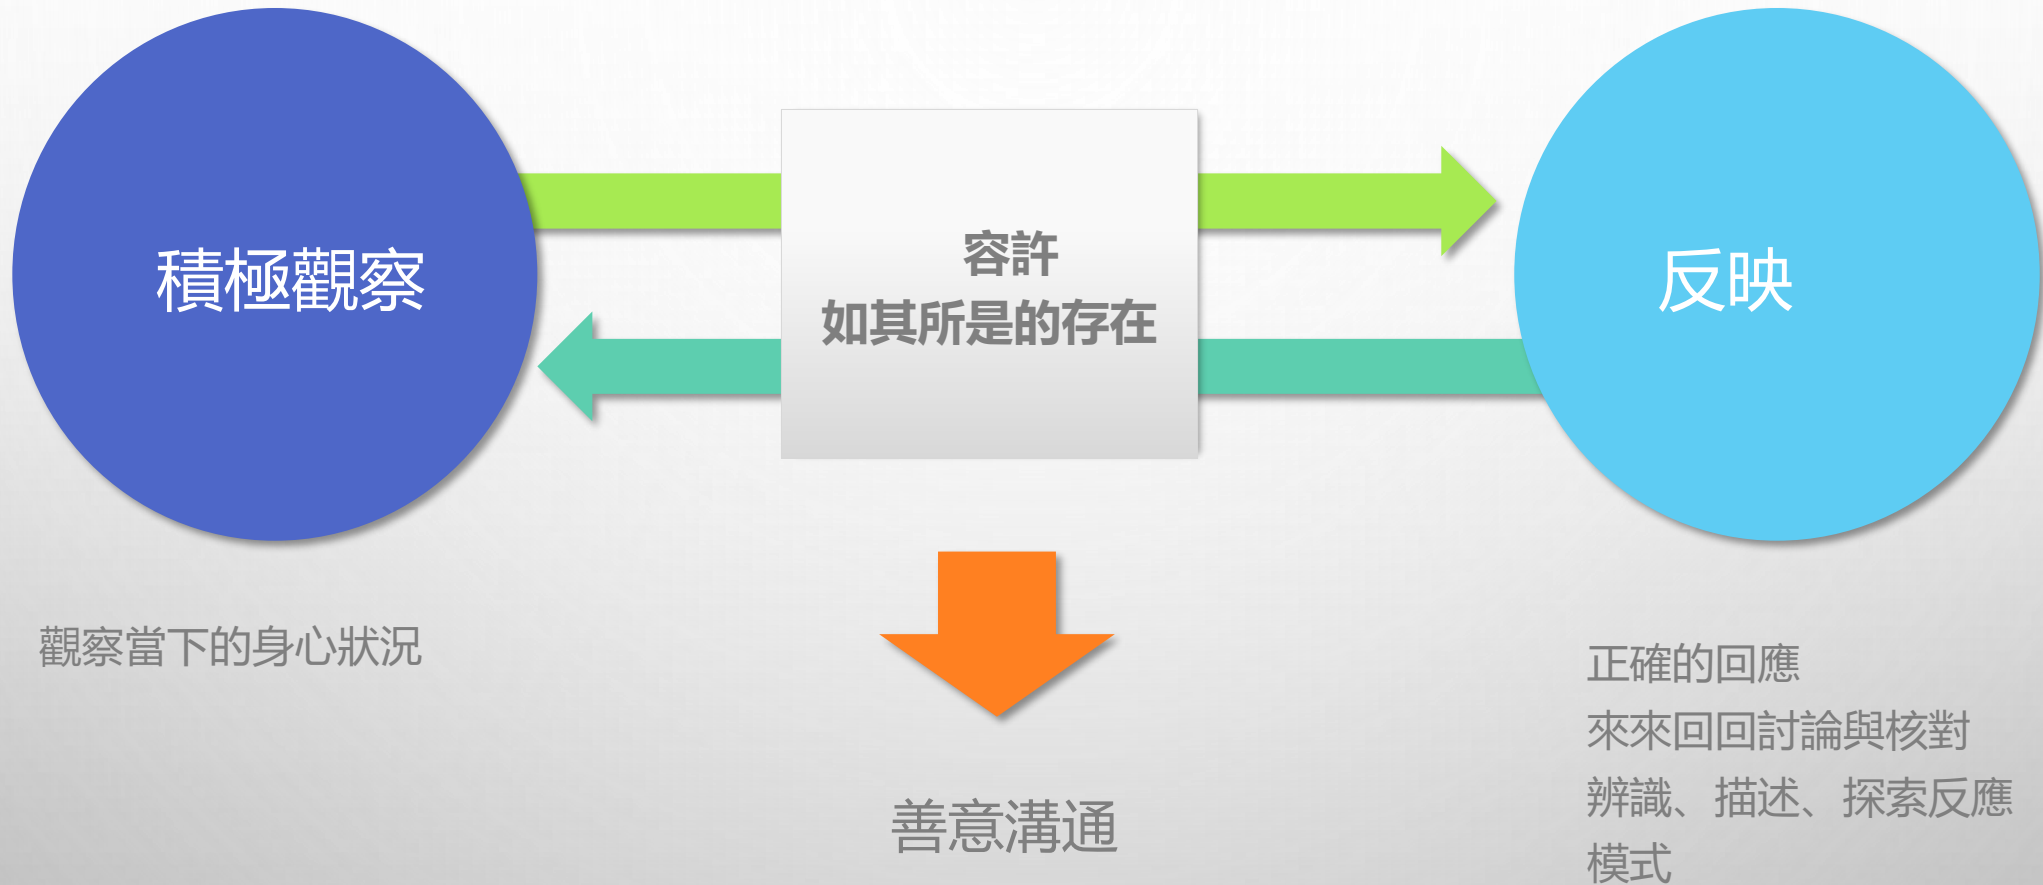 積極觀察
容許
如其所是的存在
反映
觀察當下的身心狀況
正確的回應
來來回回討論與核對
辨識、描述、探索反應
模式
善意溝通